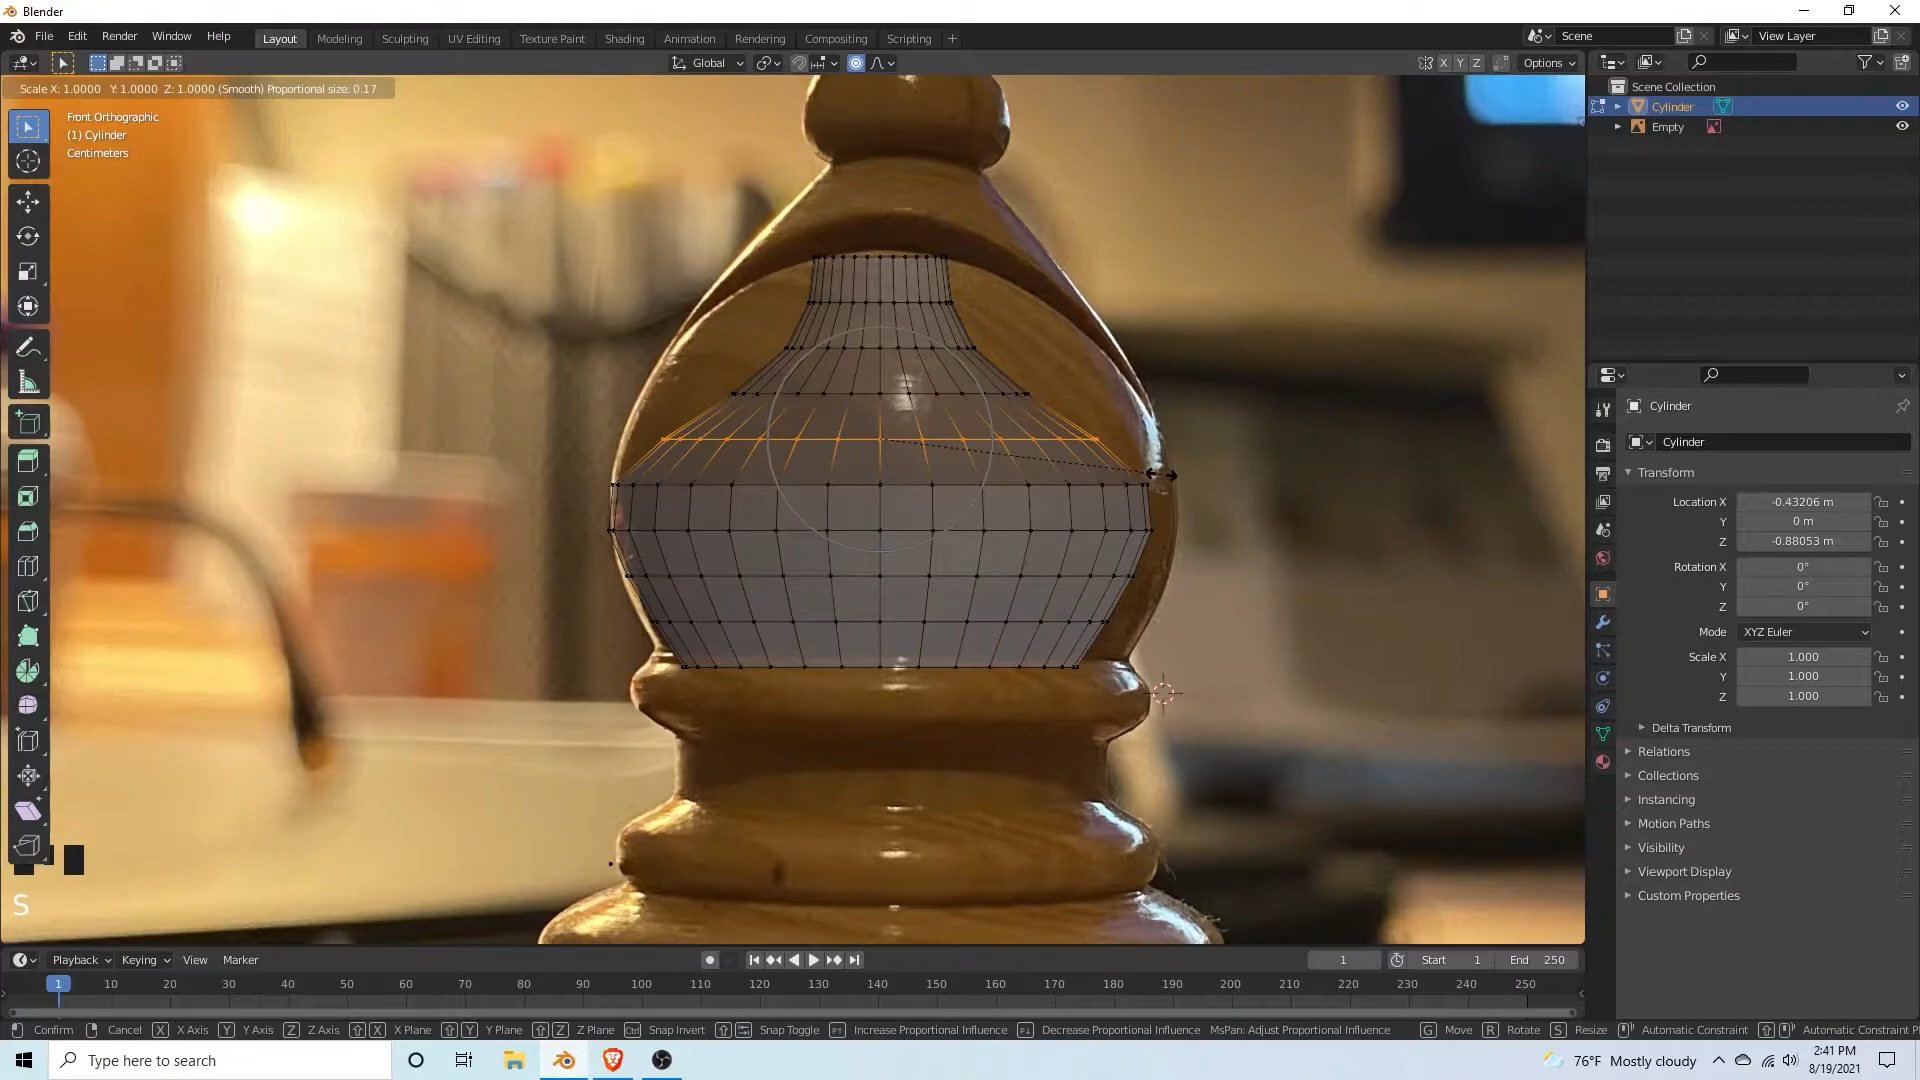 Blender
File Edit Render Window Help
Layout Modeling Sculpting UV Editing Texture Paint Shading Animation Rendering Compositing Scripting +
Scene View Layer
Global X Y Z Options
Scale X: 1.0000 Y: 1.0000 Z: 1.0000 (Smooth) Proportional size: 0.17
Front Orthographic
(1) Cylinder
Centimeters
Scene Collection
Cylinder
Empty
Cylinder
Cylinder
Transform
Location X -0.43206 m
Y 0 m
Z -0.88053 m
Rotation X 0°
Y 0°
Z 0°
Mode XYZ Euler
Scale X 1.000
Y 1.000
Z 1.000
Delta Transform
Relations
Collections
Instancing
Motion Paths
Visibility
Viewport Display
Custom Properties
S
Playback Keying View Marker 1 Start 1 End 250
1 10 20 30 40 50 60 70 80 90 100 110 120 130 140 150 160 170 180 190 200 210 220 230 240 250
Confirm Cancel X X Axis Y Y Axis Z Z Axis X X Plane Y Y Plane Z Z Plane Ctrl Snap Invert Snap Toggle Increase Proportional Influence Decrease Proportional Influence MsPan: Adjust Proportional Influence G Move R Rotate S Resize Automatic Constraint Automatic Constraint P
Type here to search
76°F Mostly cloudy
2:41 PM
8/19/2021